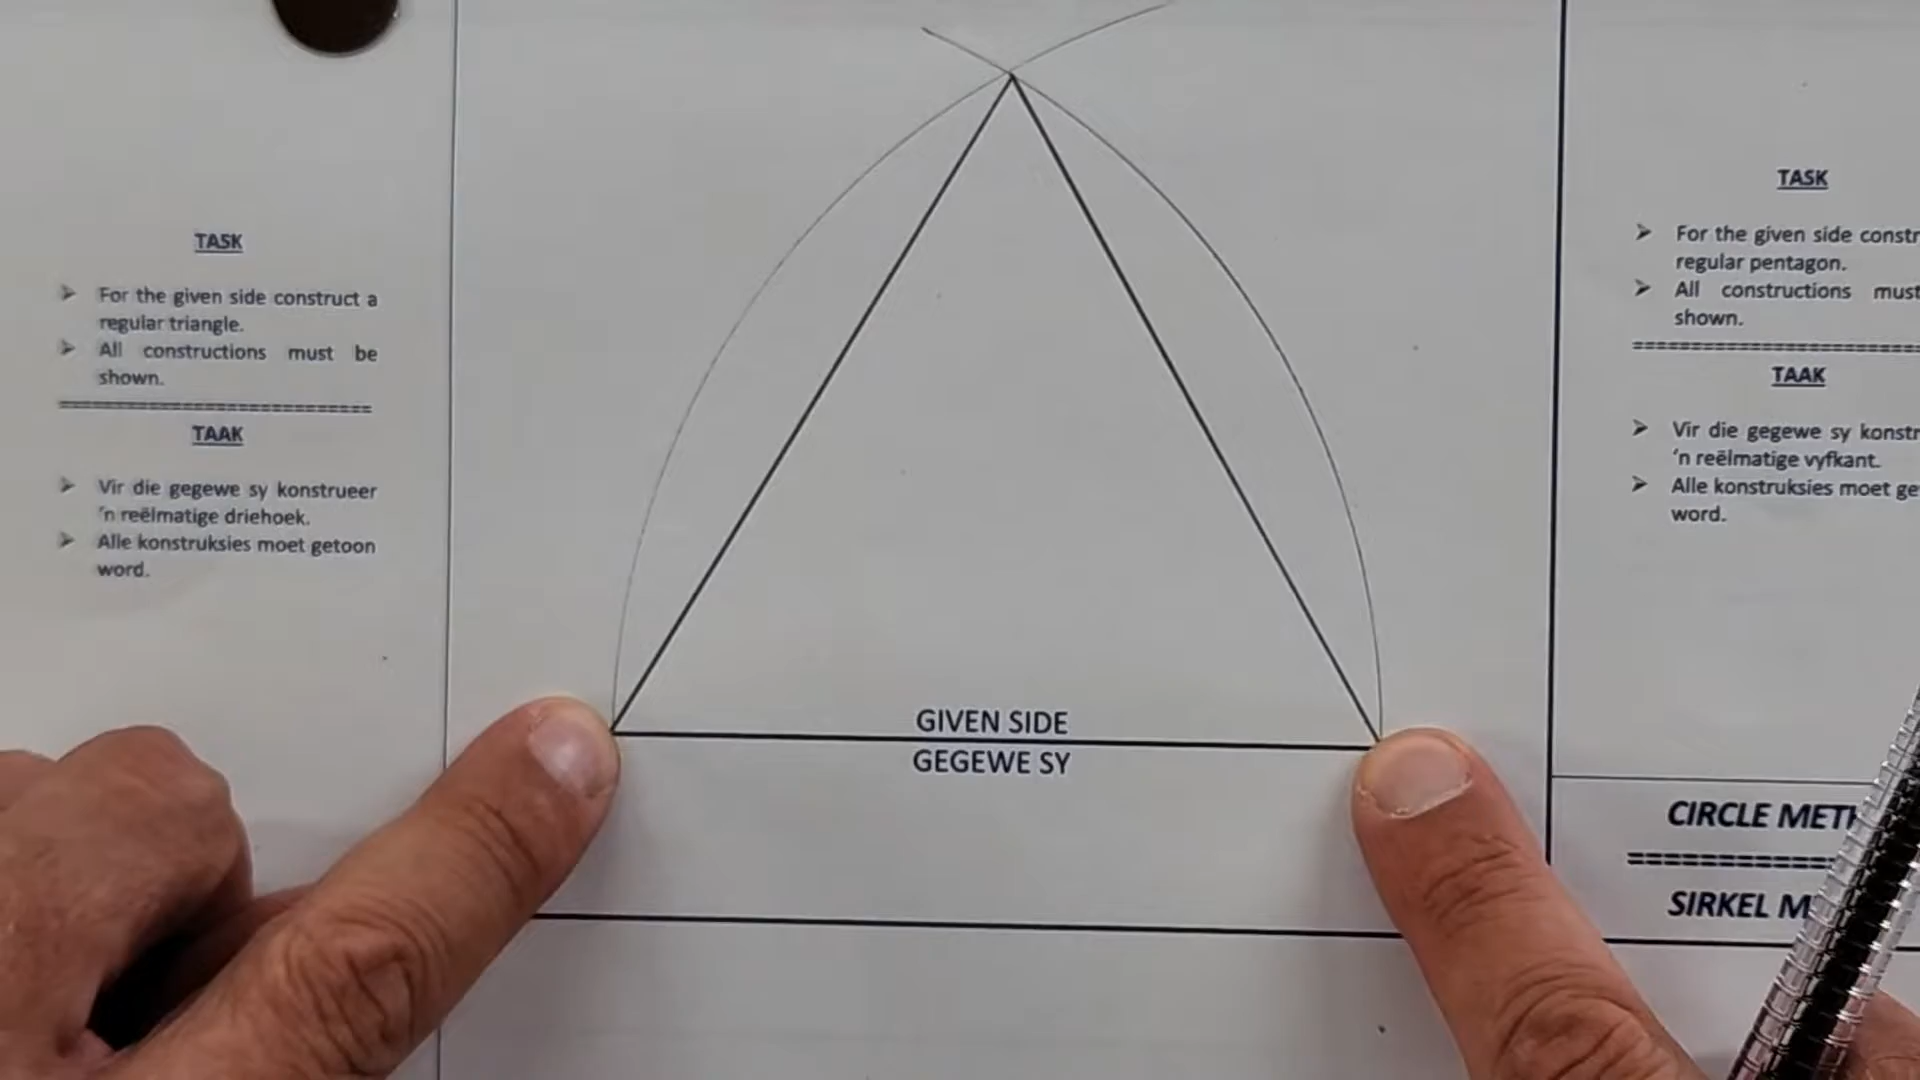 TASK
➢ For the given side construct a
regular triangle.
➢ All constructions must be
shown.
==========================
TAAK
➢ Vir die gegewe sy konstrueer
'n reëlmatige driehoek.
➢ Alle konstruksies moet getoon
word.
GIVEN SIDE
GEGEWE SY
TASK
➢ For the given side constr
regular pentagon.
➢ All constructions must
shown.
==========================
TAAK
➢ Vir die gegewe sy konstr
'n reëlmatige vyfkant.
➢ Alle konstruksies moet ge
word.
CIRCLE METH
================
SIRKEL M